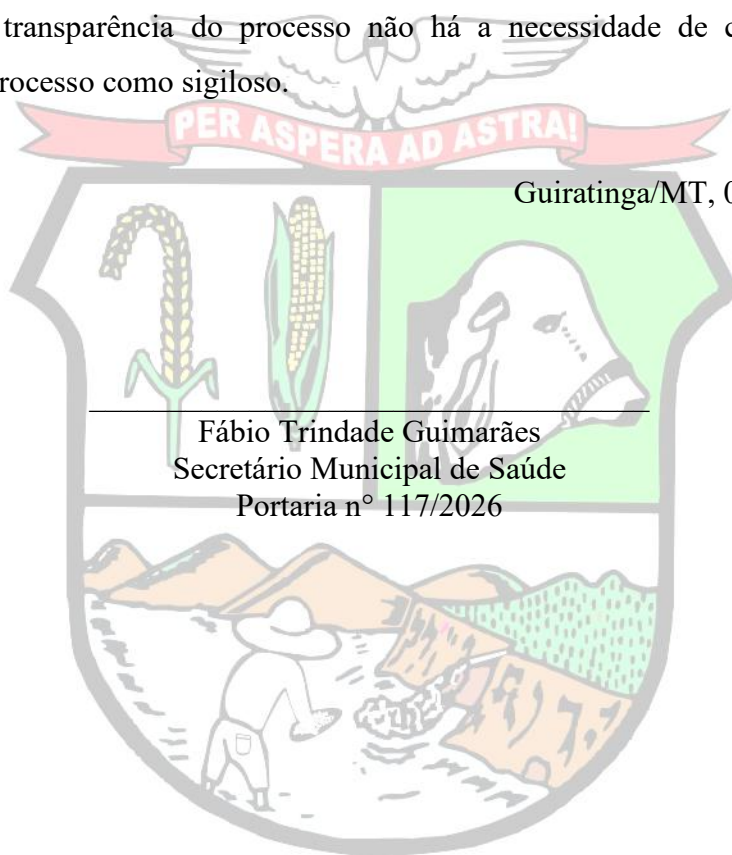 transparência do processo não há a necessidade de
rocesso como sigiloso.
PER ASPERA AD ASTRA!
Guiratinga/MT,
Fábio Trindade Guimarães
Secretário Municipal de Saúde
Portaria n° 117/2026